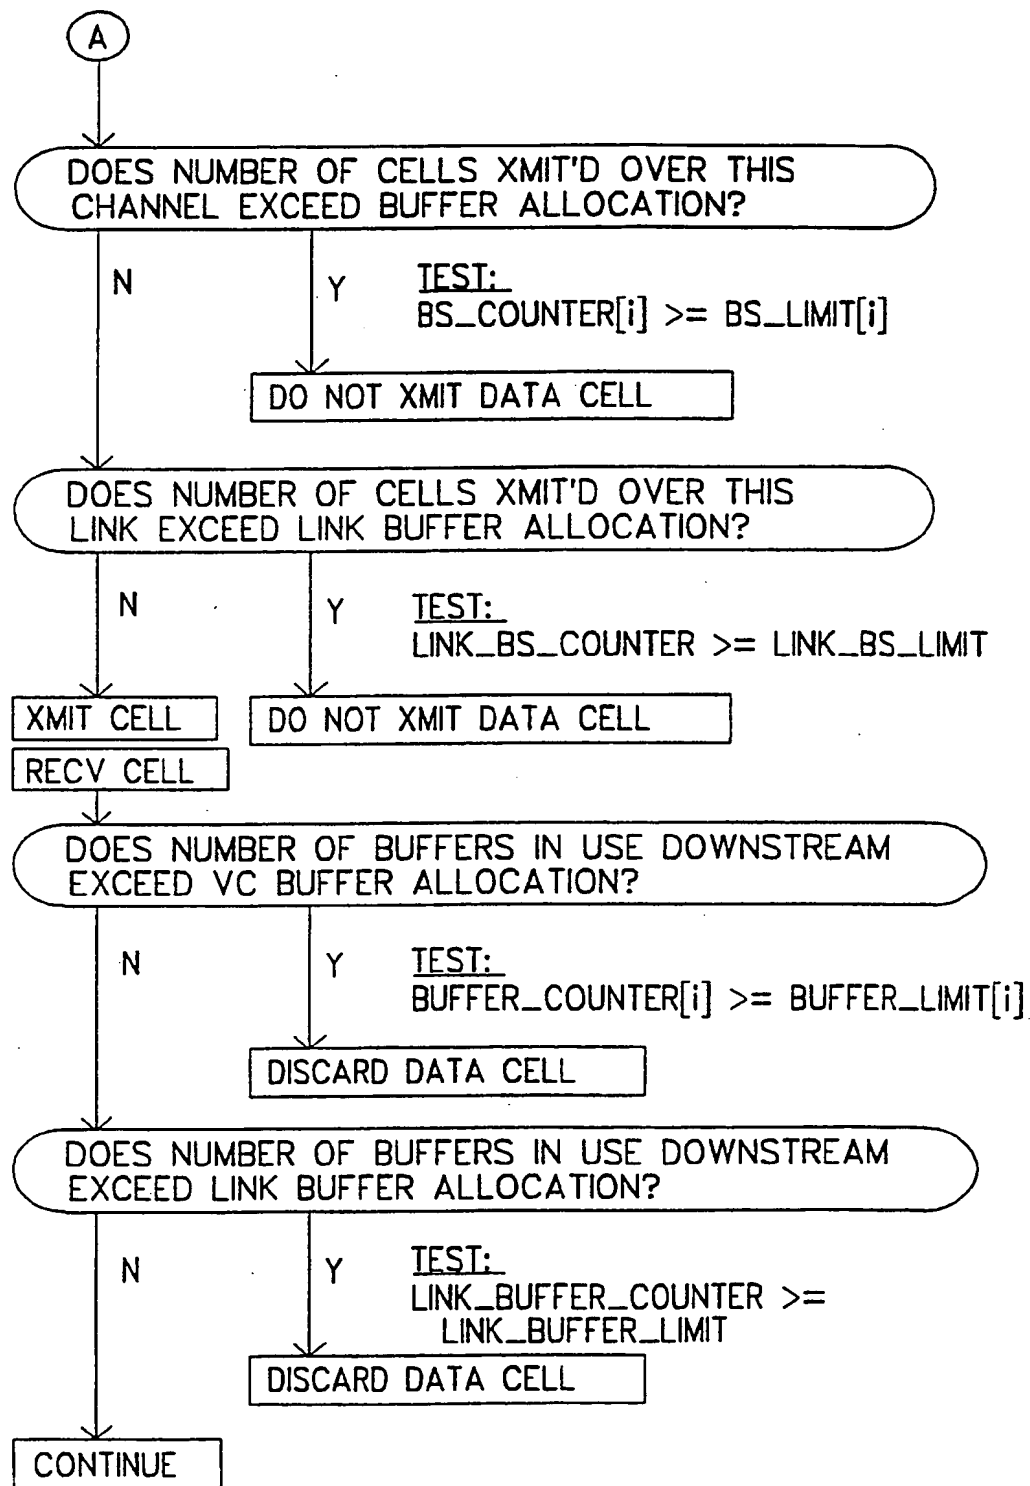 A
DOES NUMBER OF CELLS XMIT'D OVER THIS
CHANNEL EXCEED BUFFER ALLOCATION?
N
Y
TEST:
BS_COUNTER[i] >= BS_LIMIT[i]
DO NOT XMIT DATA CELL
DOES NUMBER OF CELLS XMIT'D OVER THIS
LINK EXCEED LINK BUFFER ALLOCATION?
N
Y
TEST:
LINK_BS_COUNTER >= LINK_BS_LIMIT
XMIT CELL
DO NOT XMIT DATA CELL
RECV CELL
DOES NUMBER OF BUFFERS IN USE DOWNSTREAM
EXCEED VC BUFFER ALLOCATION?
N
Y
TEST:
BUFFER_COUNTER[i] >= BUFFER_LIMIT[i]
DISCARD DATA CELL
DOES NUMBER OF BUFFERS IN USE DOWNSTREAM
EXCEED LINK BUFFER ALLOCATION?
N
Y
TEST:
LINK_BUFFER_COUNTER >=
LINK_BUFFER_LIMIT
DISCARD DATA CELL
CONTINUE